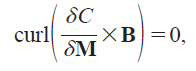 curl( δC/δM × B ) = 0,